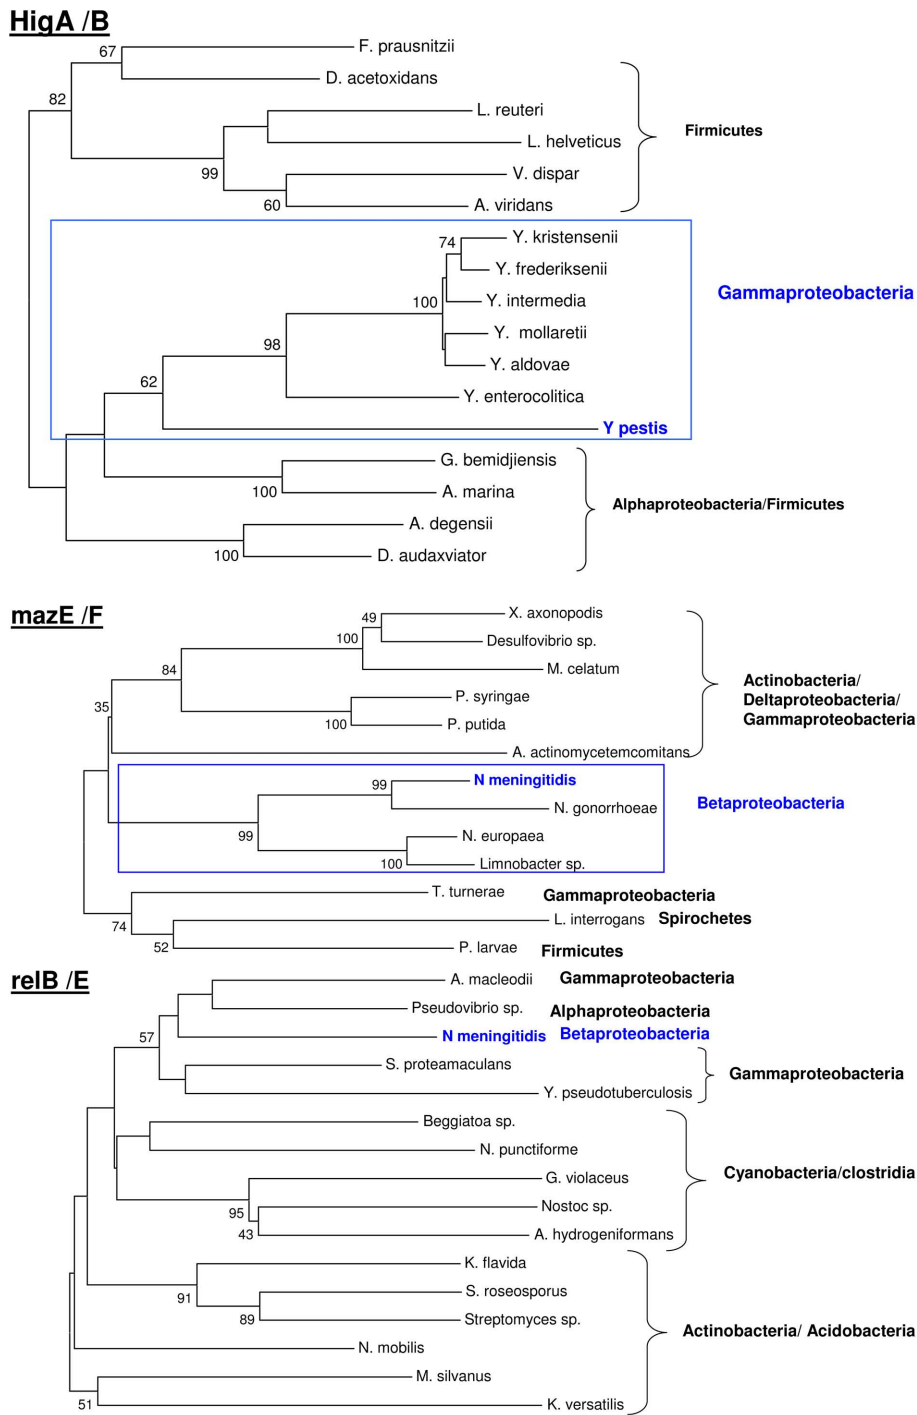 HigA /B
67
F. prausnitzii
D. acetoxidans
82
L. reuteri
L. helveticus
Firmicutes
99
V. dispar
60
A. viridans
74
Y. kristensenii
Y. frederiksenii
Gammaproteobacteria
100
Y. intermedia
Y. mollaretii
98
Y. aldovae
62
Y. enterocolitica
Y pestis
G. bemidjiensis
100
A. marina
Alphaproteobacteria/Firmicutes
A. degensii
100
D. audaxviator
mazE /F
49
X. axonopodis
100
Desulfovibrio sp.
84
M. celatum
Actinobacteria/
Deltaproteobacteria/
Gammaproteobacteria
35
P. syringae
100
P. putida
A. actinomycetemcomitans
99
N meningitidis
N. gonorrhoeae
Betaproteobacteria
99
N. europaea
100
Limnobacter sp.
T. turnerae
Gammaproteobacteria
74
L. interrogans
Spirochetes
52
P. larvae
Firmicutes
relB /E
A. macleodii
Gammaproteobacteria
Pseudovibrio sp.
Alphaproteobacteria
57
N meningitidis
Betaproteobacteria
S. proteamaculans
Gammaproteobacteria
Y. pseudotuberculosis
Beggiatoa sp.
N. punctiforme
Cyanobacteria/clostridia
G. violaceus
95
Nostoc sp.
43
A. hydrogeniformans
K. flavida
91
S. roseosporus
89
Streptomyces sp.
Actinobacteria/ Acidobacteria
N. mobilis
M. silvanus
51
K. versatilis